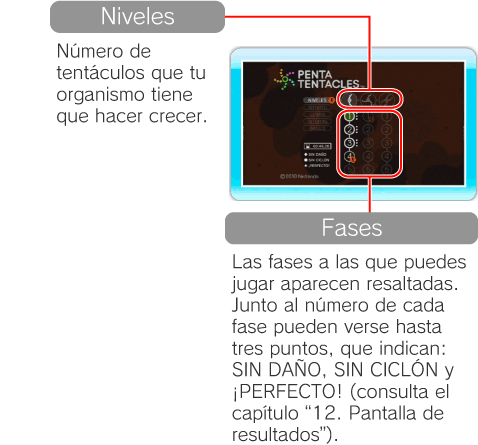 Niveles
Número de
tentáculos que tu
organismo tiene
que hacer crecer.
PENTA
TENTACLES
NIVELES
SIN DAÑO
SIN CICLÓN
¡PERFECTO!
©2010 Nintendo
Fases
Las fases a las que puedes
jugar aparecen resaltadas.
Junto al número de cada
fase pueden verse hasta
tres puntos, que indican:
SIN DAÑO, SIN CICLÓN y
¡PERFECTO! (consulta el
capítulo “12. Pantalla de
resultados”).